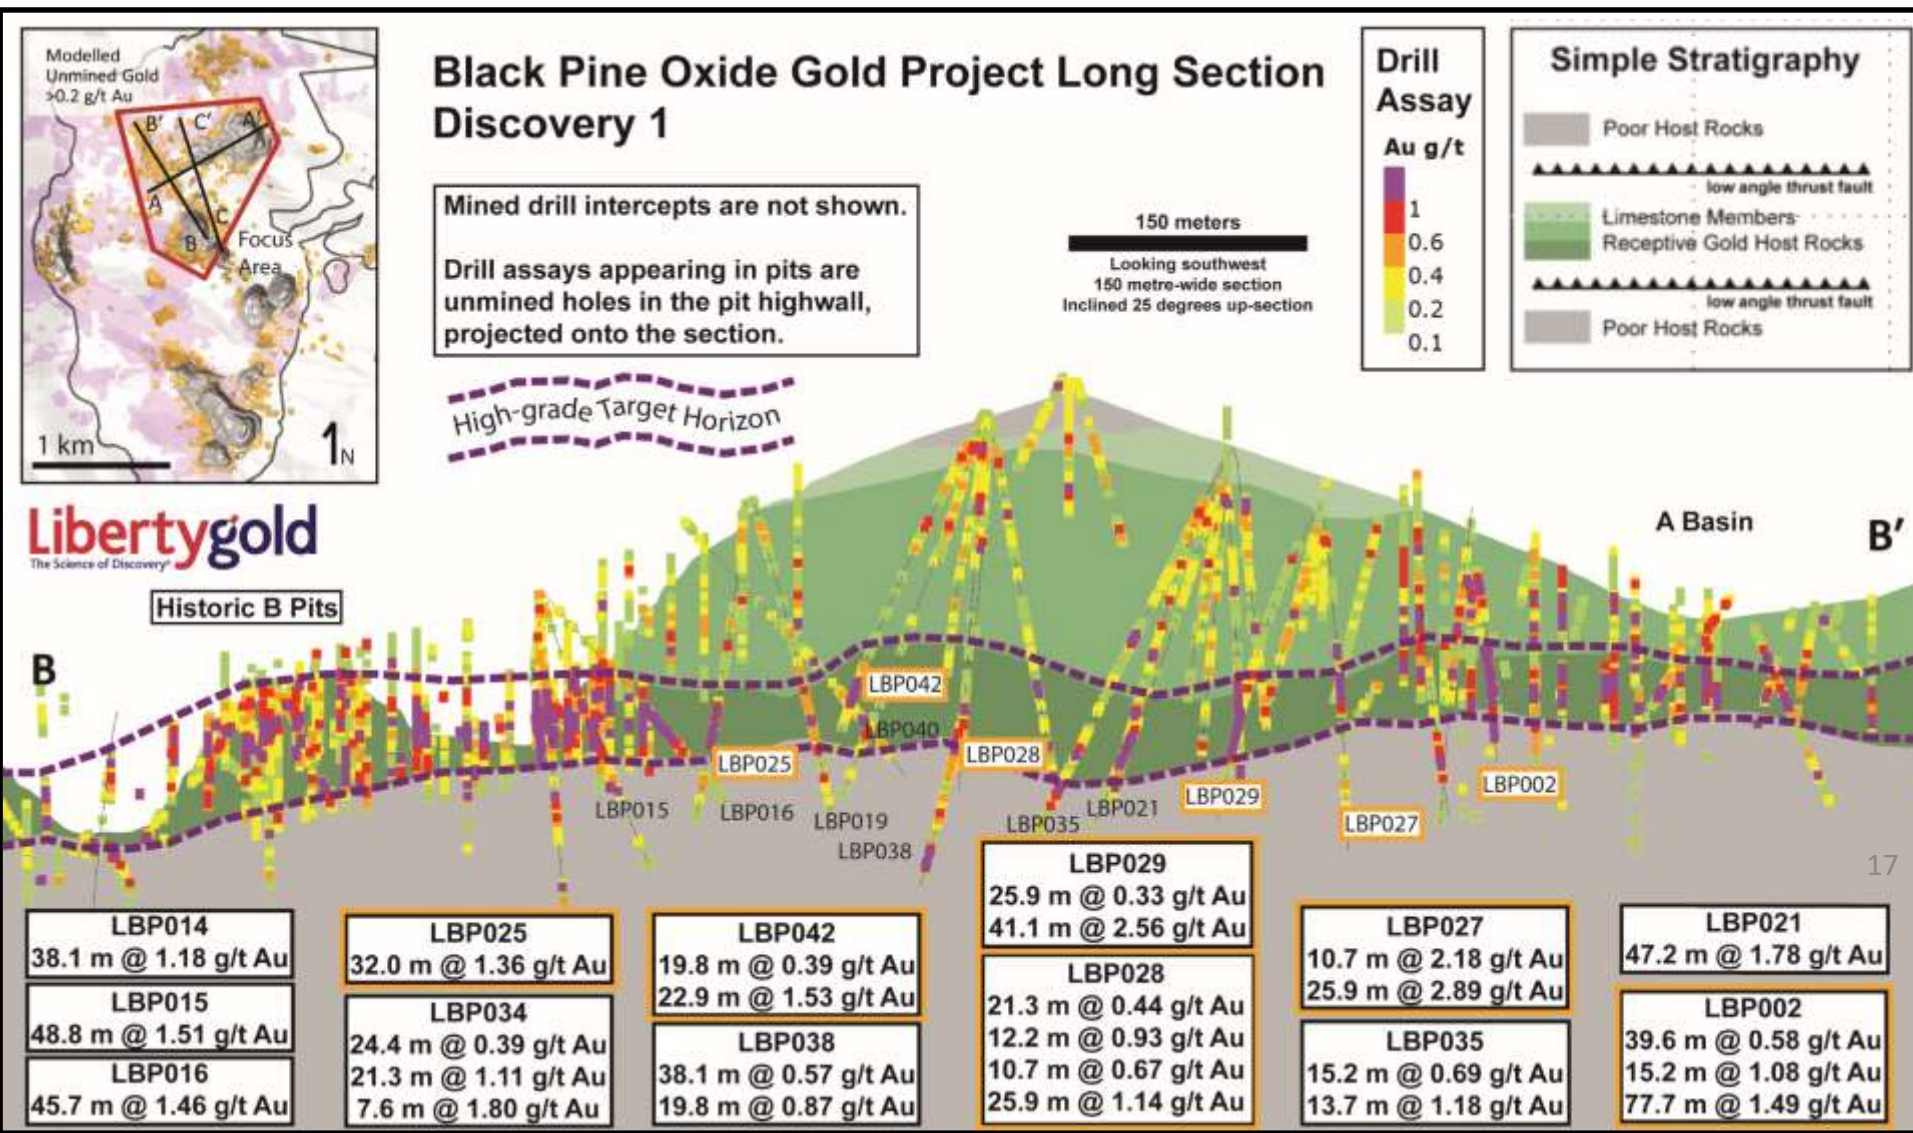 Modelled
Unmined Gold
>0.2 g/t Au
B'
C'
A'
A
C
B
Focus
Area
1 km
1N
Black Pine Oxide Gold Project Long Section
Discovery 1
Mined drill intercepts are not shown.
Drill assays appearing in pits are
unmined holes in the pit highwall,
projected onto the section.
High-grade Target Horizon
150 meters
Looking southwest
150 metre-wide section
Inclined 25 degrees up-section
Drill
Assay
Au g/t
1
0.6
0.4
0.2
0.1
Simple Stratigraphy
Poor Host Rocks
low angle thrust fault
Limestone Members
Receptive Gold Host Rocks
low angle thrust fault
Poor Host Rocks
Libertygold
The Science of Discovery
Historic B Pits
A Basin
B'
B
LBP042
LBP040
LBP025
LBP028
LBP015
LBP016
LBP019
LBP038
LBP035
LBP021
LBP029
LBP027
LBP002
17
LBP014
38.1 m @ 1.18 g/t Au
LBP015
48.8 m @ 1.51 g/t Au
LBP016
45.7 m @ 1.46 g/t Au
LBP025
32.0 m @ 1.36 g/t Au
LBP034
24.4 m @ 0.39 g/t Au
21.3 m @ 1.11 g/t Au
7.6 m @ 1.80 g/t Au
LBP042
19.8 m @ 0.39 g/t Au
22.9 m @ 1.53 g/t Au
LBP038
38.1 m @ 0.57 g/t Au
19.8 m @ 0.87 g/t Au
LBP029
25.9 m @ 0.33 g/t Au
41.1 m @ 2.56 g/t Au
LBP028
21.3 m @ 0.44 g/t Au
12.2 m @ 0.93 g/t Au
10.7 m @ 0.67 g/t Au
25.9 m @ 1.14 g/t Au
LBP027
10.7 m @ 2.18 g/t Au
25.9 m @ 2.89 g/t Au
LBP035
15.2 m @ 0.69 g/t Au
13.7 m @ 1.18 g/t Au
LBP021
47.2 m @ 1.78 g/t Au
LBP002
39.6 m @ 0.58 g/t Au
15.2 m @ 1.08 g/t Au
77.7 m @ 1.49 g/t Au